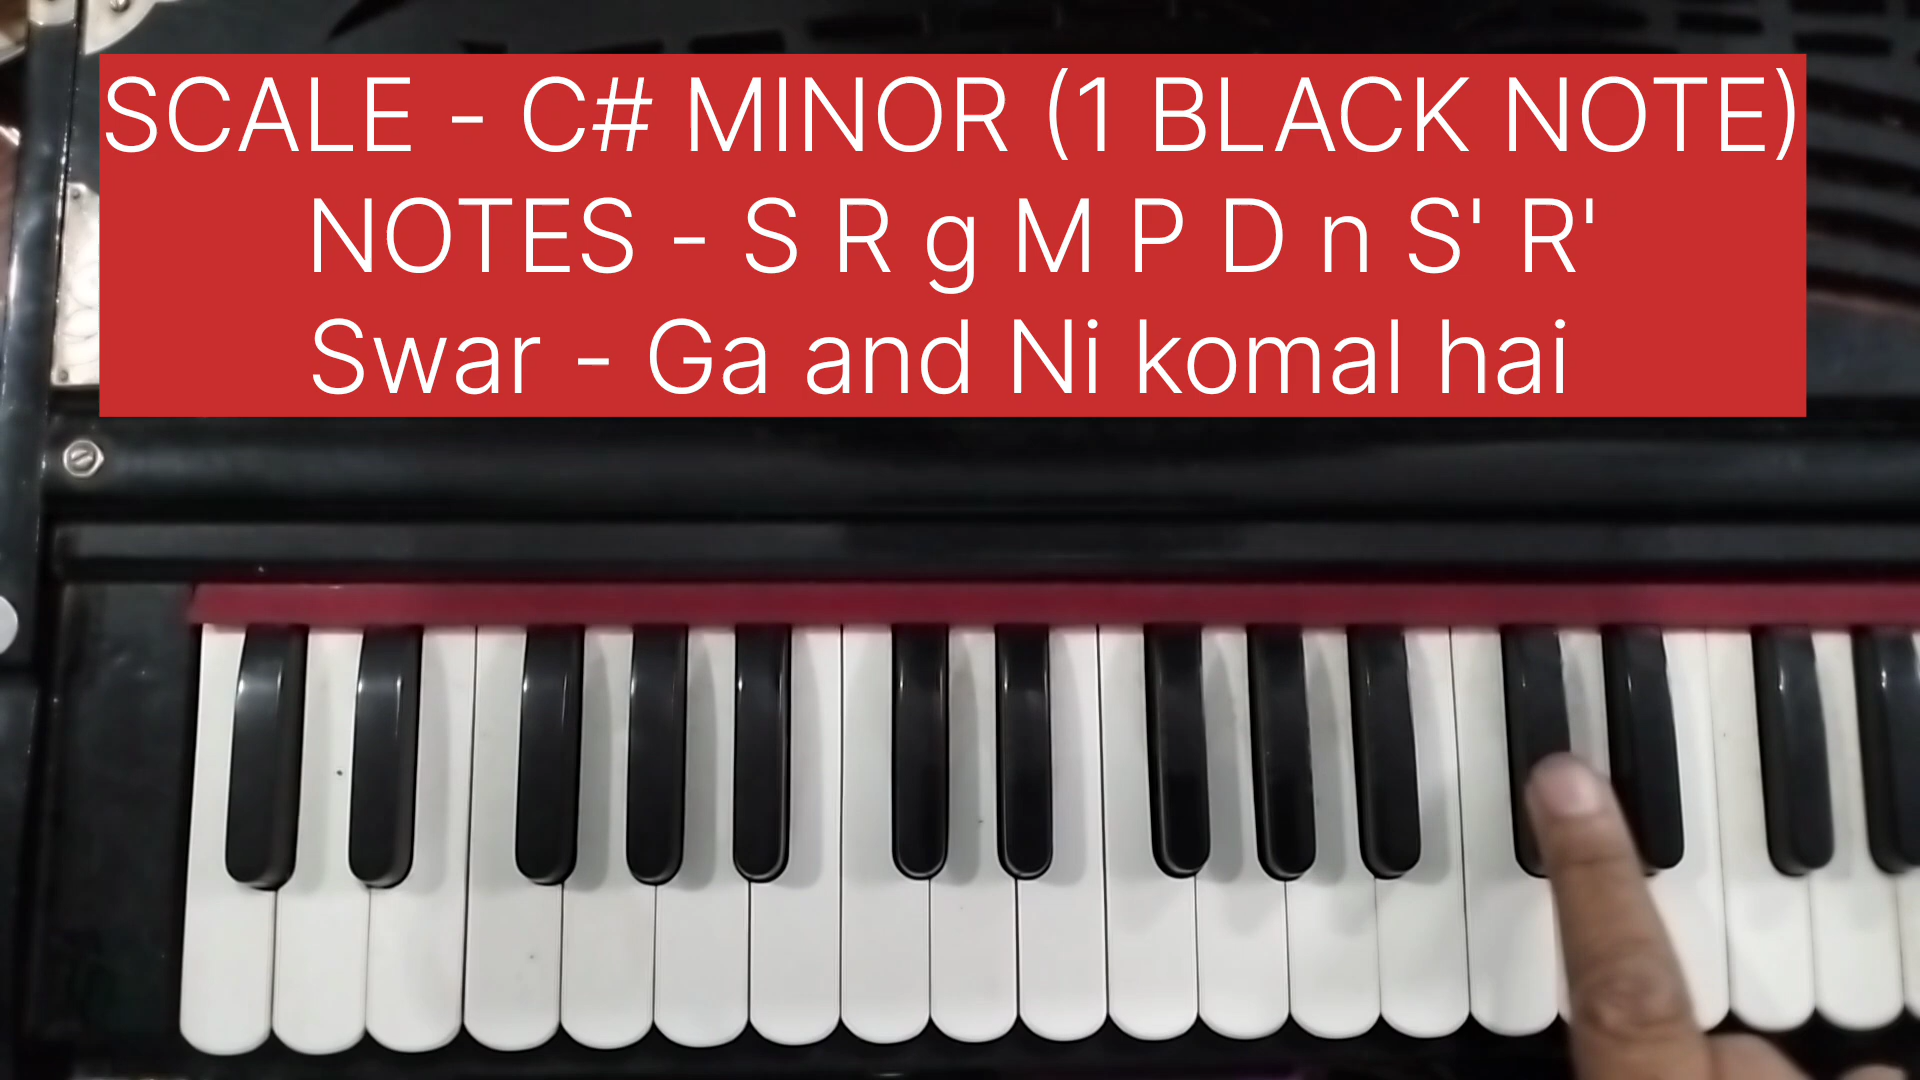 SCALE - C# MINOR (1 BLACK NOTE)
NOTES - S R g M P D n S' R'
Swar - Ga and Ni komal hai